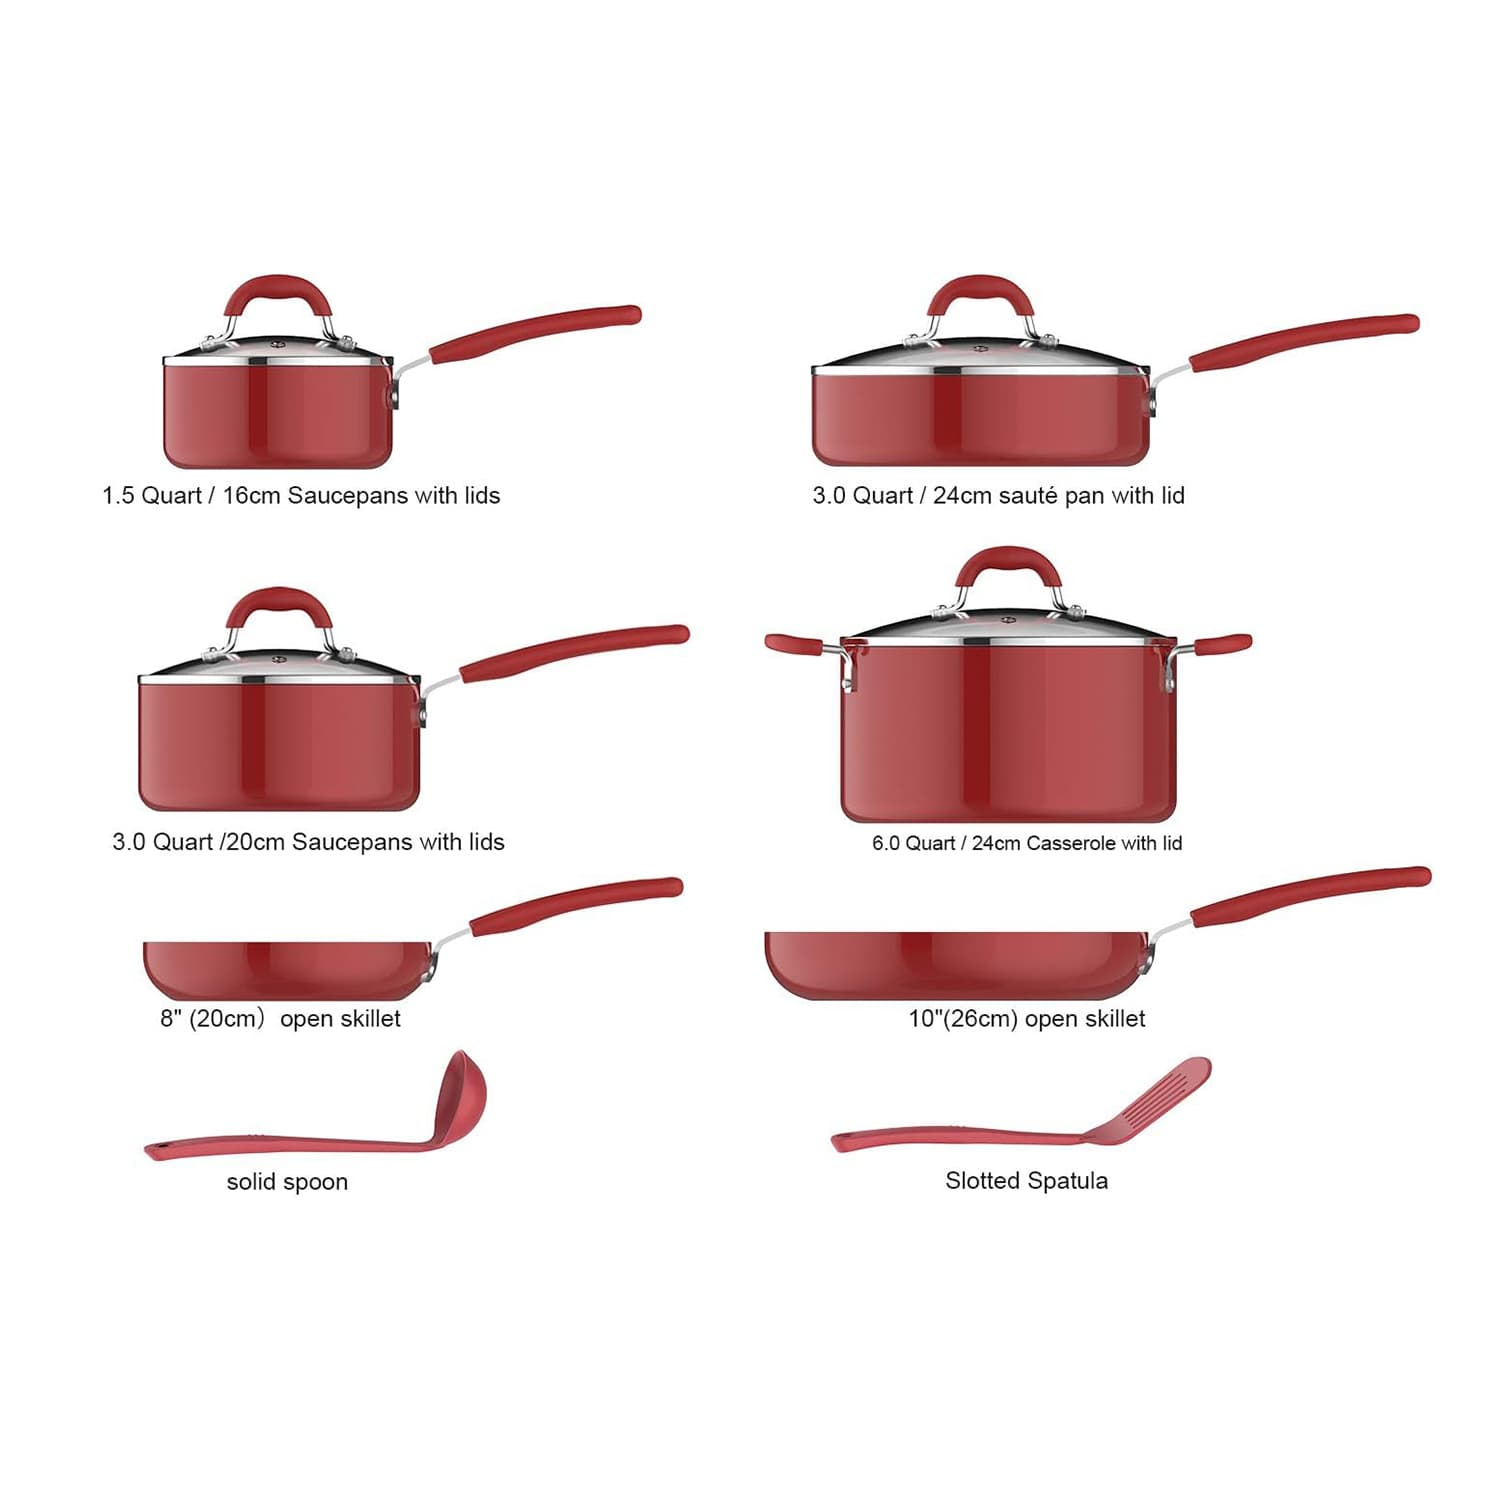 1.5 Quart / 16cm Saucepans with lids
3.0 Quart / 24cm sauté pan with lid
3.0 Quart /20cm Saucepans with lids
6.0 Quart / 24cm Casserole with lid
8" (20cm）open skillet
10"(26cm) open skillet
solid spoon
Slotted Spatula